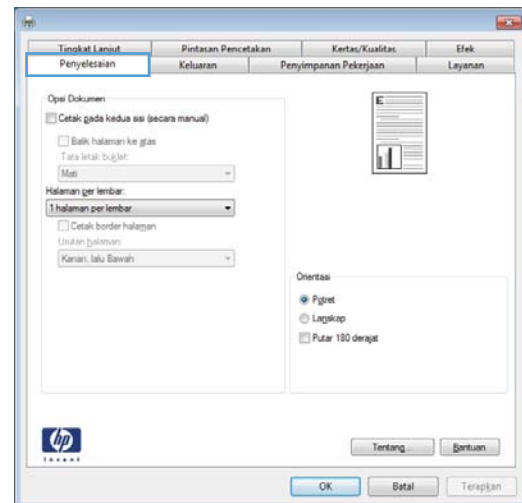 Tingkat Lanjut Pintasan Pencetakan Kertas/Kualitas Efek
Penyelesaian Keluaran Penyimpanan Pekerjaan Layanan
Opsi Dokumen
Cetak pada kedua sisi (secara manual)
Balik halaman ke atas
Tata letak buklet:
Mati
Halaman per lembar:
1 halaman per lembar
Cetak border halaman
Urutan halaman:
Kanan, lalu Bawah
E
Orientasi
Potret
Lanskap
Putar 180 derajat
hp
invent
Tentang... Bantuan
OK Batal Terapkan